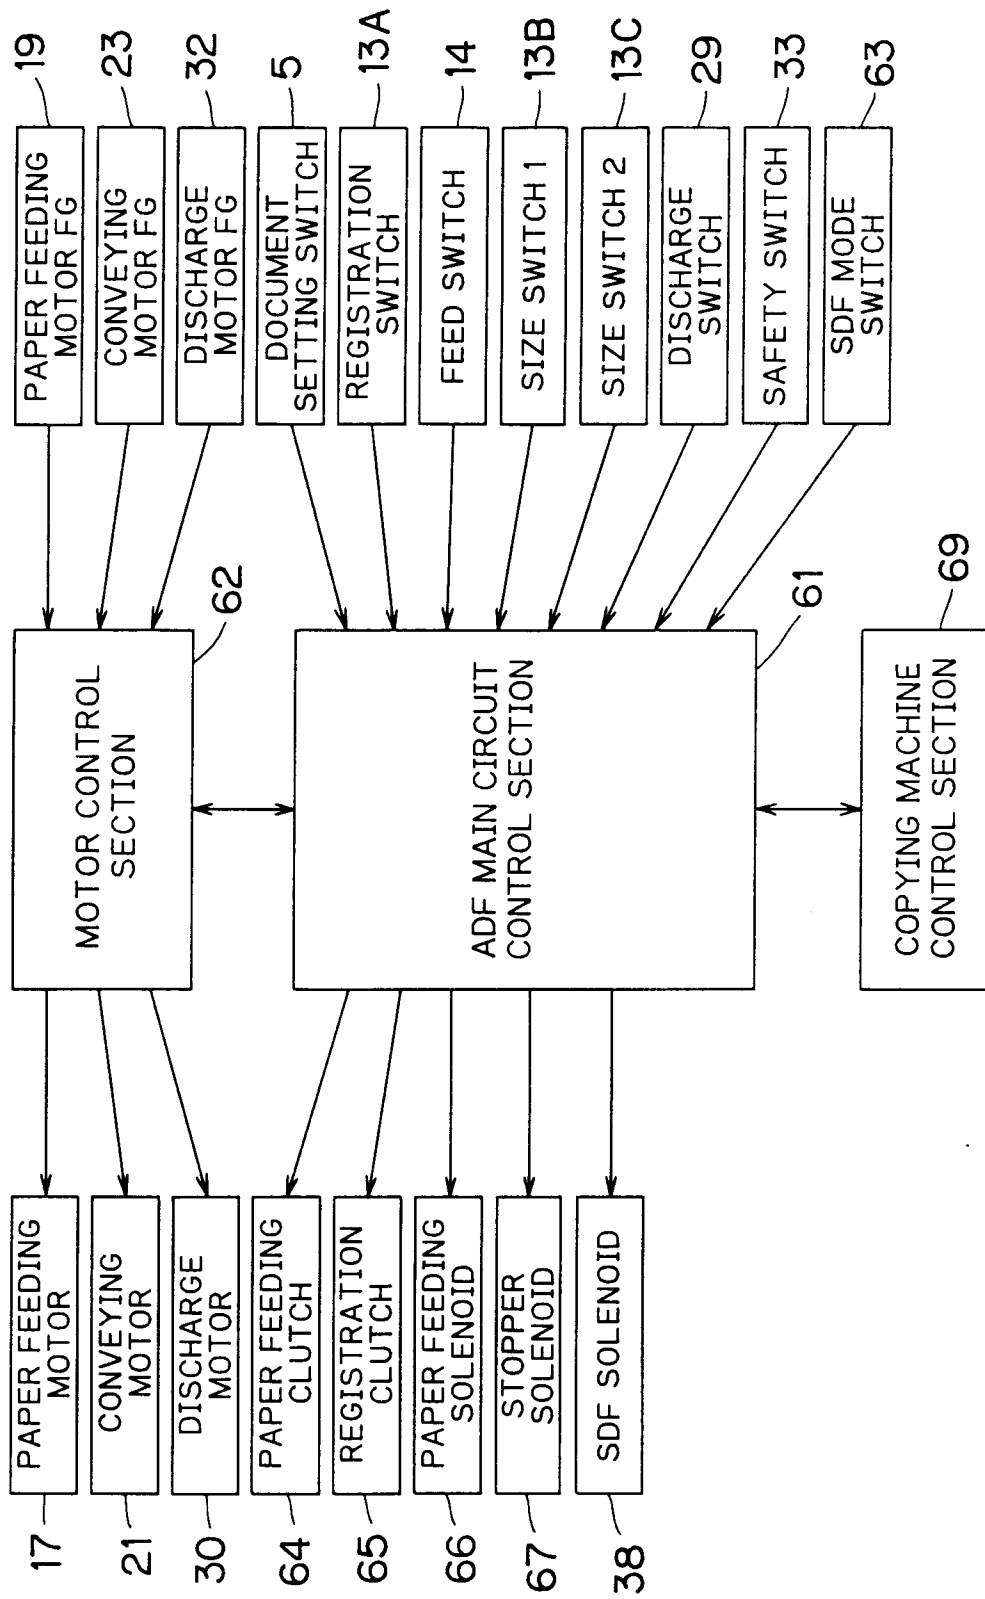 17
PAPER FEEDING
MOTOR
21
CONVEYING
MOTOR
30
DISCHARGE
MOTOR
64
PAPER FEEDING
CLUTCH
65
REGISTRATION
CLUTCH
66
PAPER FEEDING
SOLENOID
67
STOPPER
SOLENOID
38
SDF SOLENOID
MOTOR CONTROL
SECTION
62
ADF MAIN CIRCUIT
CONTROL SECTION
61
COPYING MACHINE
CONTROL SECTION
69
PAPER FEEDING
MOTOR FG
19
CONVEYING
MOTOR FG
23
DISCHARGE
MOTOR FG
32
DOCUMENT
SETTING SWITCH
5
REGISTRATION
SWITCH
13A
FEED SWITCH
14
SIZE SWITCH 1
13B
SIZE SWITCH 2
13C
DISCHARGE
SWITCH
29
SAFETY SWITCH
33
SDF MODE
SWITCH
63